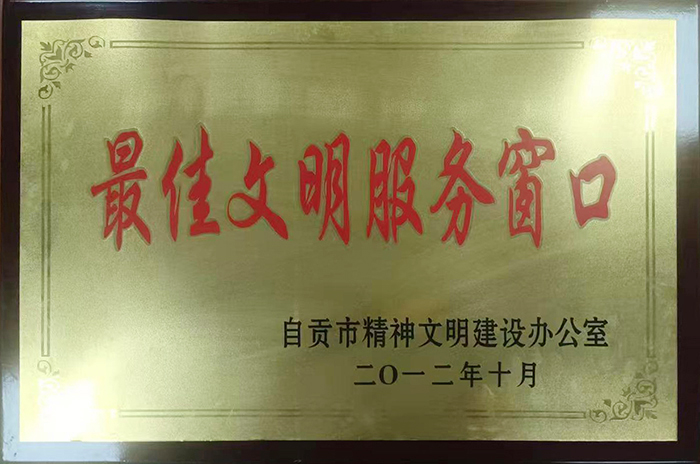 最佳文明服务窗口
自贡市精神文明建设办公室
二〇一二年十月